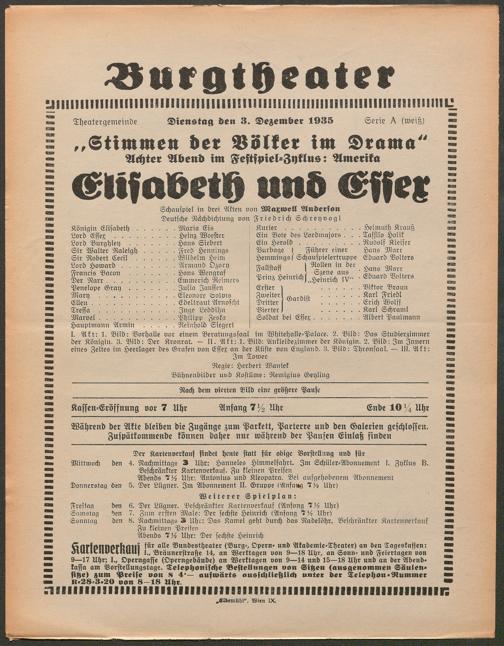 Burgtheater
Theatergemeinde Dienstag den 3. Dezember 1935 Serie A (weiß)
„Stimmen der Völker im Drama“
Achter Abend im Festspiel-Zyklus: Amerika
Elisabeth und Essex
Schauspiel in drei Akten von Maxwell Anderson
Deutsche Nachdichtung von Friedrich Schreyvogl
Königin Elisabeth . . . . . Maria Eis
Lord Essex . . . . . Heinz Woester
Lord Burghley . . . . . Hans Siebert
Sir Walter Raleigh . . . . . Fred Hennings
Sir Robert Cecil . . . . . Wilhelm Heim
Lord Howard . . . . . Armand Ozory
Francis Bacon . . . . . Hans Wengraf
Der Narr . . . . . Emmerich Reimers
Penelope Gray . . . . . Julia Janssen
Mary . . . . . Eleonore Dolony
Ellen . . . . . Edeltraut Arnofcht
Tressa . . . . . Inge Leddihn
Marvel . . . . . Philipp Zeska
Hauptmann Armin . . . . . Reinhold Siegert
Kurier . . . . . Helmuth Krauß
Ein Bote des Lordmajors . . Tassilo Holik
Ein Herold . . . . . Rudolf Kleiser
Burbage } Führer einer Hans Marr
Hemmings } Schauspielertruppe Eduard Volters
Fallstaff } Rollen in der Szene aus Hans Marr
Prinz Heinrich } „Heinrich IV“ Eduard Volters
Erster } Viktor Braun
Zweiter } Gardist Karl Friedl
Dritter } Erich Wolf
Vierter } Karl Schraml
Soldat bei Essex . . . . . Albert Paulmann
I. Akt: 1. Bild: Vorhalle vor einem Beratungssaal im Whitehalle-Palace. 2. Bild: Das Studierzimmer
der Königin. 3. Bild: Der Kronrat. — II. Akt: 1. Bild: Ankleidezimmer der Königin. 2. Bild: Im Innern
eines Zeltes im Heerlager des Grafen von Essex an der Küste von England. 3. Bild: Thronsaal. — III. Akt:
Im Tower
Regie: Herbert Waniek
Bühnenbilder und Kostüme: Remigius Geyling
Nach dem vierten Bild eine größere Pause
Kassen-Eröffnung vor 7 Uhr Anfang 7½ Uhr Ende 10¼ Uhr
Während der Akte bleiben die Zugänge zum Parkett, Parterre und den Galerien geschlossen.
Zuspätkommende können daher nur während der Pausen Einlaß finden
Der Kartenverkauf findet heute statt für obige Vorstellung und für
Mittwoch den 4. Nachmittags 3 Uhr: Hanneles Himmelfahrt. Im Schüler-Abonnement I. Zyklus B.
Beschränkter Kartenverkauf. Zu kleinen Preisen
Abends 7½ Uhr: Antonius und Kleopatra. Bei aufgehobenem Abonnement
Donnerstag den 5. Der Lügner. Im Abonnement II. Gruppe (Anfang 7½ Uhr)
Weiterer Spielplan:
Freitag den 6. Der Lügner. Beschränkter Kartenverkauf (Anfang 7½ Uhr)
Samstag den 7. Zum ersten Male: Der sechste Heinrich (Anfang 7½ Uhr)
Sonntag den 8. Nachmittags 3 Uhr: Das Kamel geht durch das Nadelöhr. Beschränkter Kartenverkauf
Zu kleinen Preisen
Abends 7½ Uhr: Der sechste Heinrich
Kartenverkauf für alle Bundestheater (Burg-, Opern- und Akademie-Theater) an den Tageskassen:
I., Bräunerstraße 14, an Werktagen von 9—18 Uhr, an Sonn- und Feiertagen von
9—17 Uhr; I., Operngasse (Operngebäude) an Werktagen von 9—14 und 15—18 Uhr und an der Abend-
kassa am Vorstellungstage. Telephonische Bestellungen von Sitzen (ausgenommen Säulen-
sitze) zum Preise von S 4·— aufwärts ausschließlich unter der Telephon-Nummer
R-28-3-20 von 8—18 Uhr.
„Elbemühl“, Wien IX.